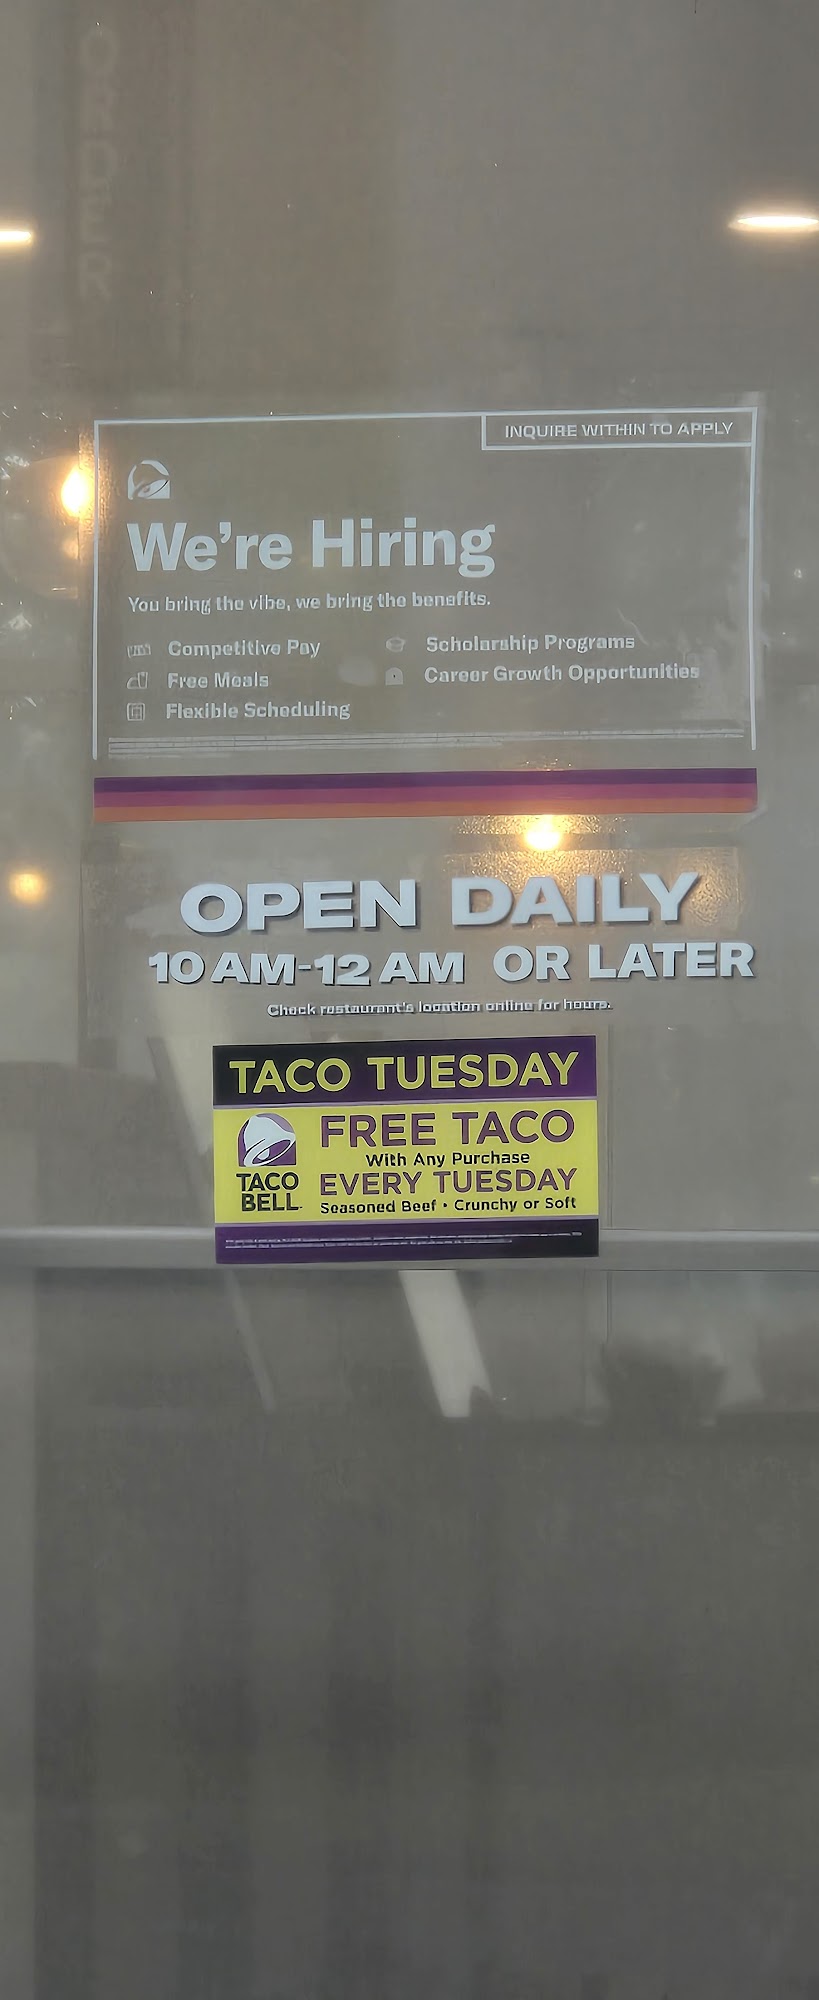 ORDER
INQUIRE WITHIN TO APPLY
We're Hiring
You bring the vibe, we bring the benefits.
Competitive Pay
Scholarship Programs
Free Meals
Career Growth Opportunities
Flexible Scheduling
OPEN DAILY
10 AM-12 AM OR LATER
Check restaurant's location online for hours.
TACO TUESDAY
FREE TACO
With Any Purchase
TACO BELL
EVERY TUESDAY
Seasoned Beef • Crunchy or Soft